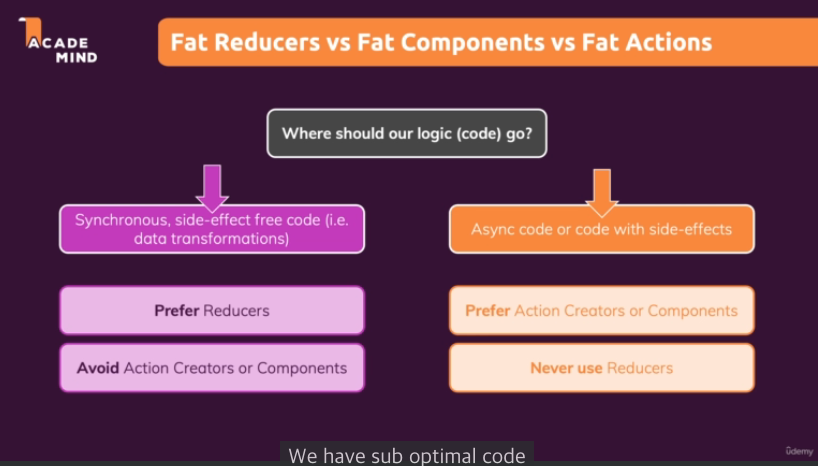 ACADE
MIND
Fat Reducers vs Fat Components vs Fat Actions
Where should our logic (code) go?
Synchronous, side-effect free code (i.e.
data transformations)
Async code or code with side-effects
Prefer Reducers
Prefer Action Creators or Components
Avoid Action Creators or Components
Never use Reducers
We have sub optimal code
ûdemy